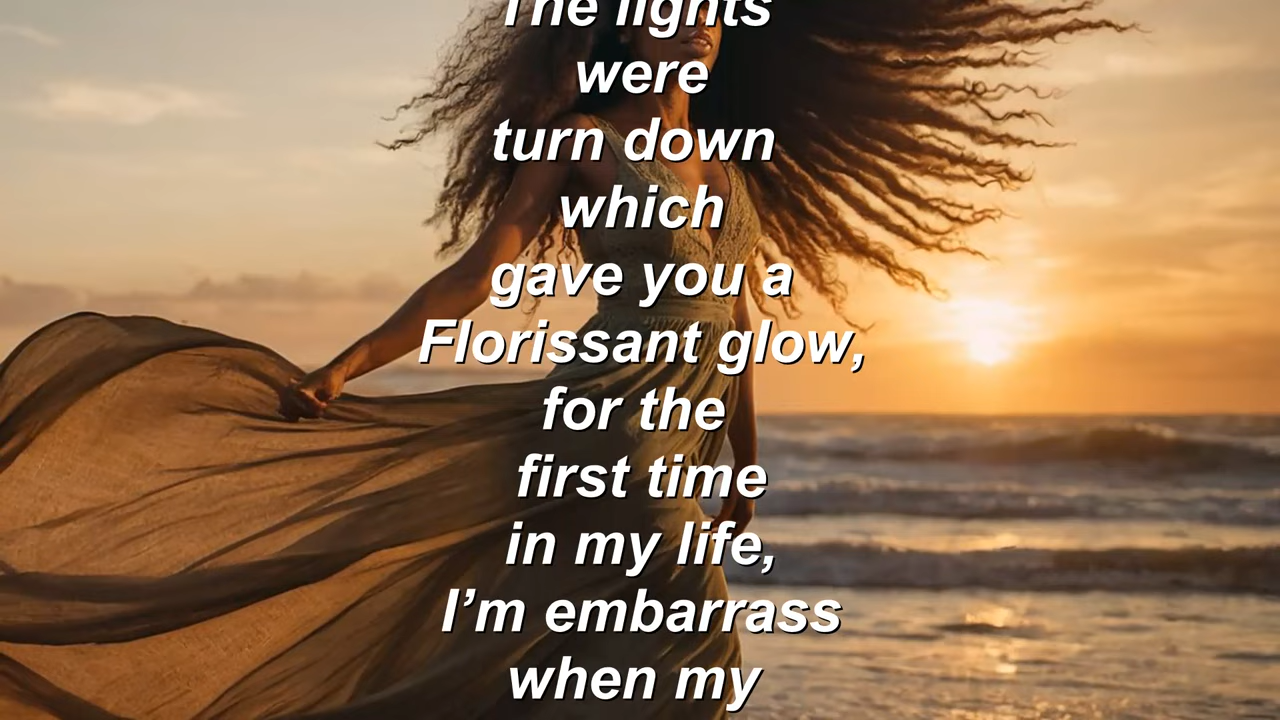 The lights
were
turn down
which
gave you a
Florissant glow,
for the
first time
in my life,
I’m embarrass
when my